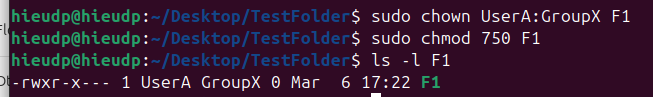 hieudp@hieudp:~/Desktop/TestFolder$ sudo chown UserA:GroupX F1
hieudp@hieudp:~/Desktop/TestFolder$ sudo chmod 750 F1
hieudp@hieudp:~/Desktop/TestFolder$ ls -l F1
-rwxr-x--- 1 UserA GroupX 0 Mar  6 17:22 F1